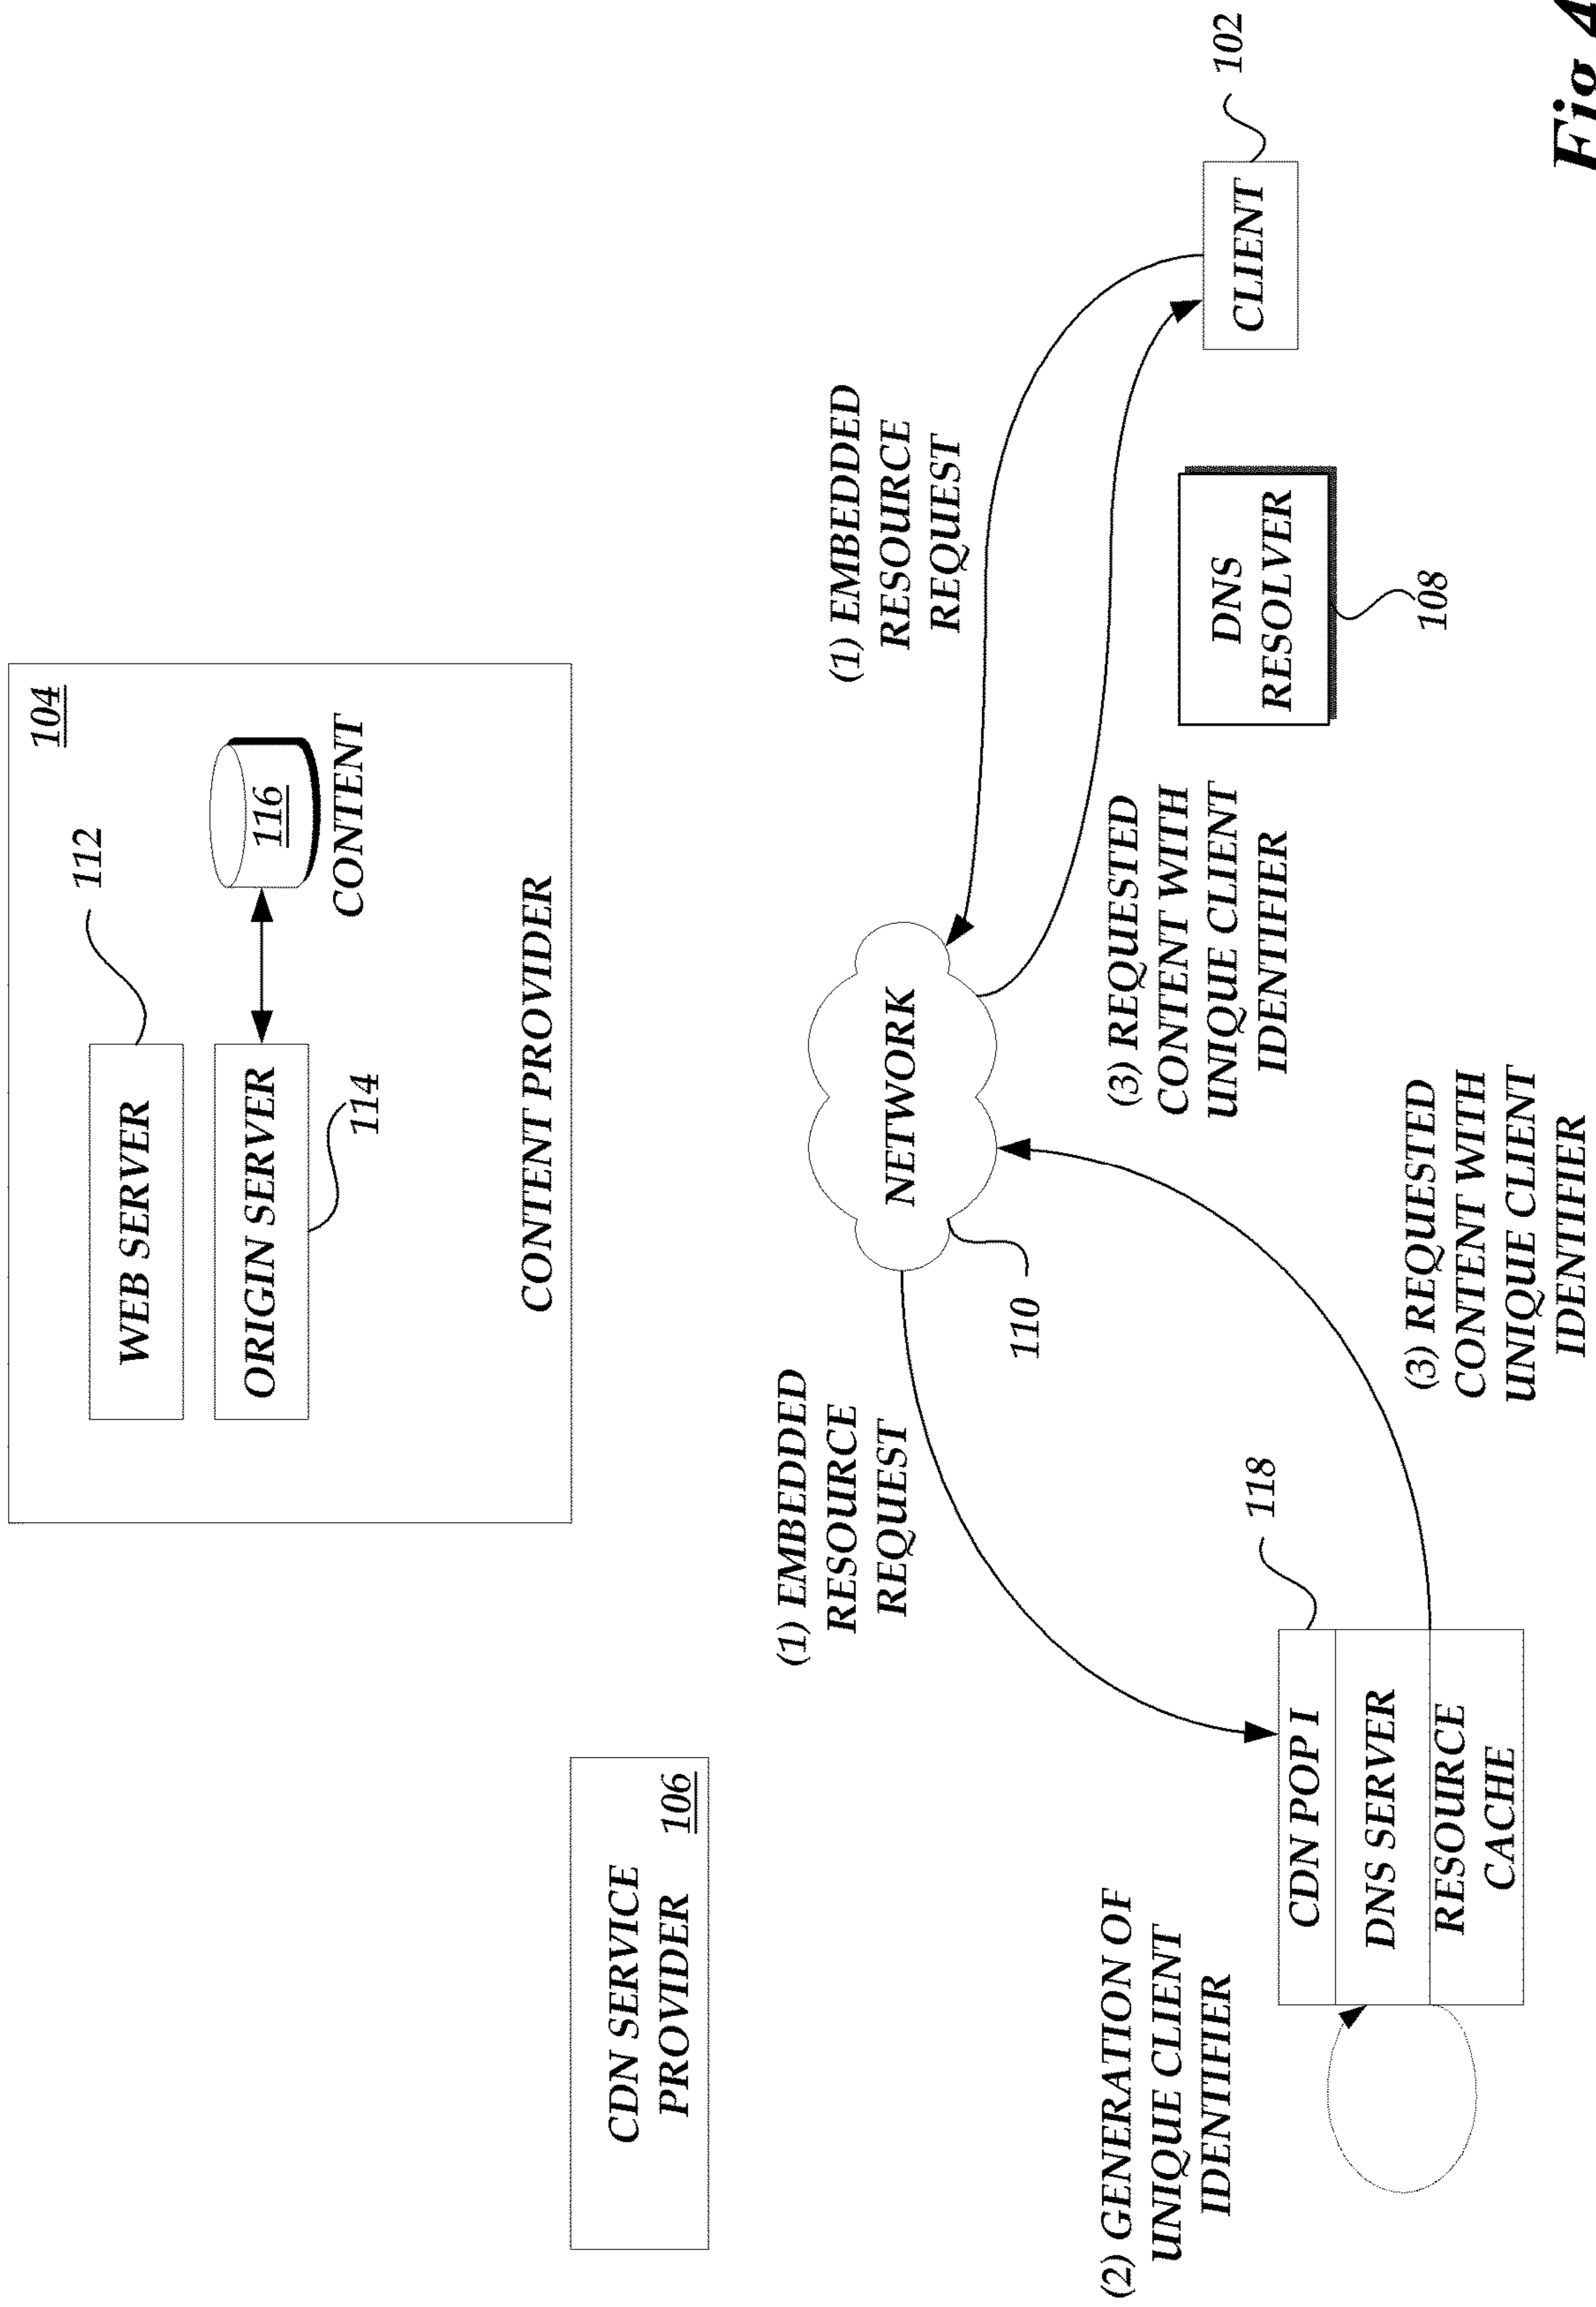 104
112
WEB SERVER
ORIGIN SERVER
116
CONTENT
114
CONTENT PROVIDER
CDN SERVICE
PROVIDER
106
(1) EMBEDDED
RESOURCE
REQUEST
(1) EMBEDDED
RESOURCE
REQUEST
NETWORK
110
102
CLIENT
DNS
RESOLVER
108
(3) REQUESTED
CONTENT WITH
UNIQUE CLIENT
IDENTIFIER
(2) GENERATION OF
UNIQUE CLIENT
IDENTIFIER
118
CDN POP I
DNS SERVER
RESOURCE
CACHE
(3) REQUESTED
CONTENT WITH
UNIQUE CLIENT
IDENTIFIER
Fig.4